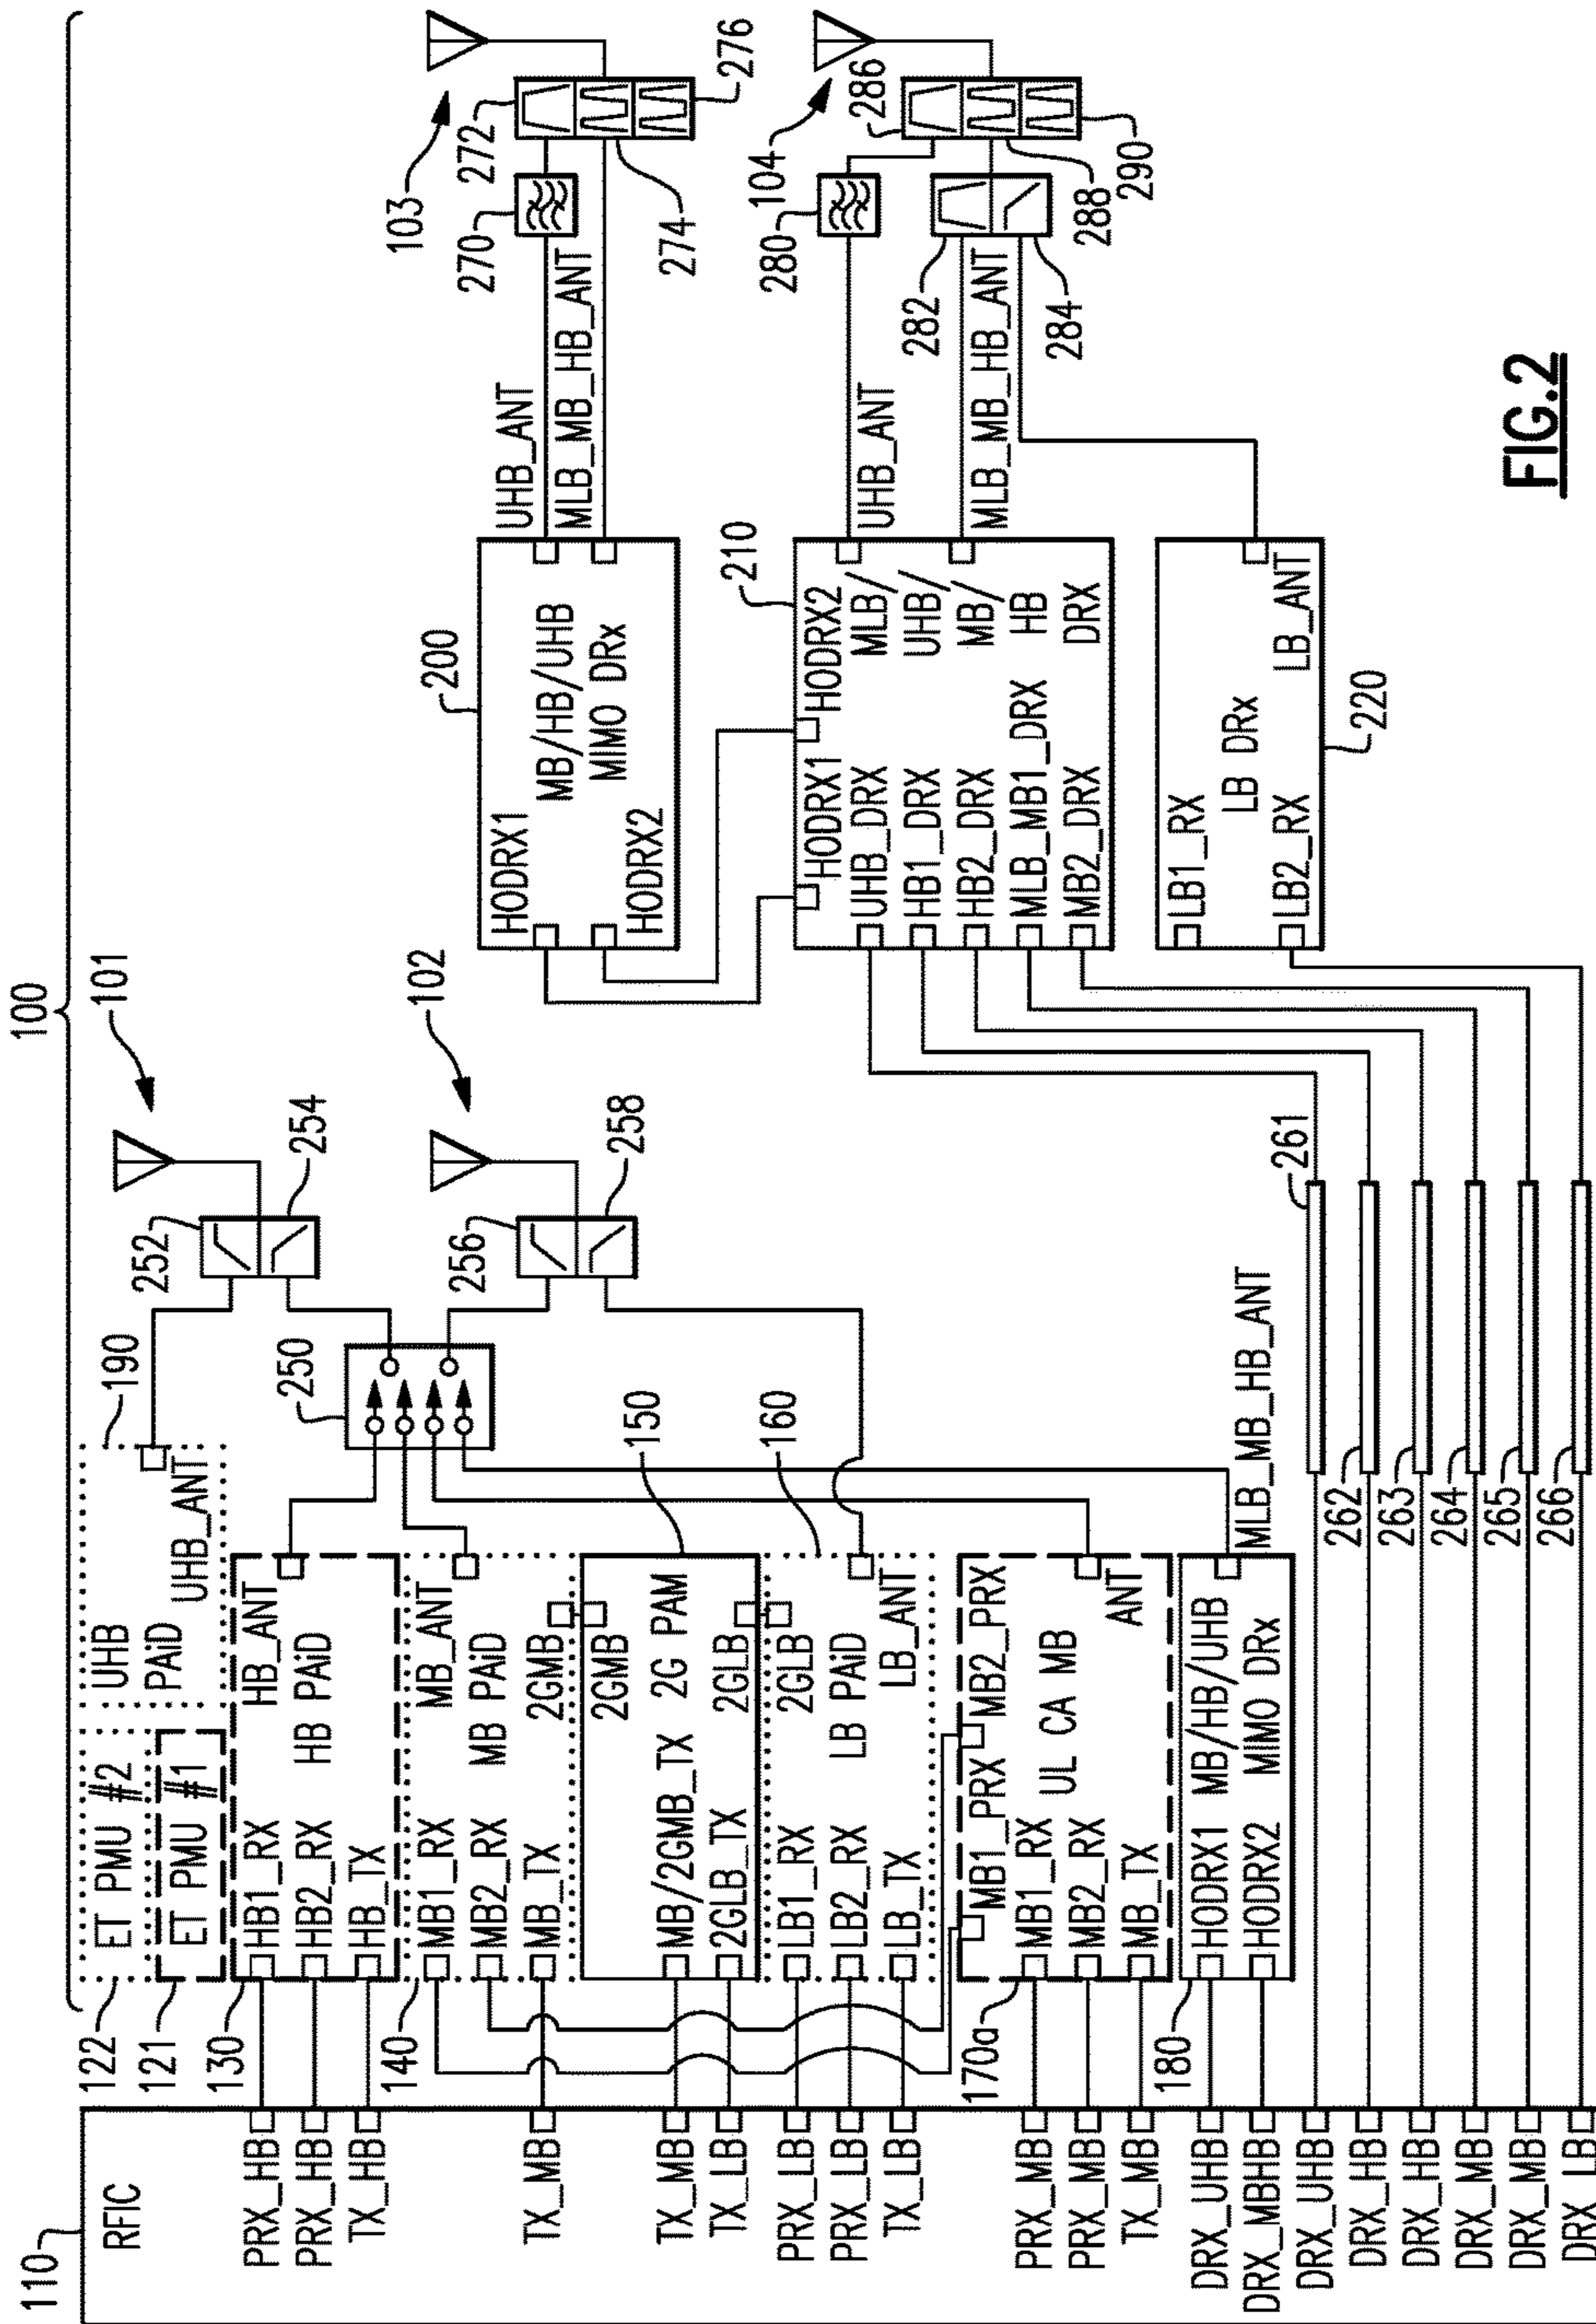 100
110
RFIC
PRX_HB
PRX_HB
TX_HB
TX_MB
TX_MB
TX_LB
PRX_LB
PRX_LB
TX_LB
PRX_MB
PRX_MB
TX_MB
DRX_UHB
DRX_MBHB
DRX_UHB
DRX_HB
DRX_HB
DRX_MB
DRX_MB
DRX_LB
122
ET PMU #2
121
ET PMU #1
190
UHB
PAiD
UHB_ANT
130
HB1_RX
HB2_RX
HB_TX
HB PAiD
HB_ANT
140
MB1_RX
MB2_RX
MB_TX
MB PAiD
MB_ANT
2GMB
150
2GMB
MB/2GMB_TX
2G PAM
2GLB_TX
2GLB
160
2GLB
LB1_RX
LB2_RX
LB_TX
LB PAiD
LB_ANT
170a
MB1_PRX
MB2_PRX
MB1_RX
MB2_RX
MB_TX
UL CA MB
ANT
180
HODRX1
HODRX2
MB/HB/UHB
MIMO DRx
MLB_MB_HB_ANT
250
252
254
101
256
258
102
261
262
263
264
265
266
200
HODRX1
MB/HB/UHB
MIMO DRx
HODRX2
UHB_ANT
MLB_MB_HB_ANT
270
272
274
276
103
210
HODRX1
HODRX2
UHB_DRX
HB1_DRX
HB2_DRX
MLB_MB1_DRX
MB2_DRX
MLB/
UHB/
MB/
HB
DRX
UHB_ANT
MLB_MB_HB_ANT
280
282
284
286
288
290
104
220
LB1_RX
LB DRx
LB2_RX
LB_ANT
FIG.2